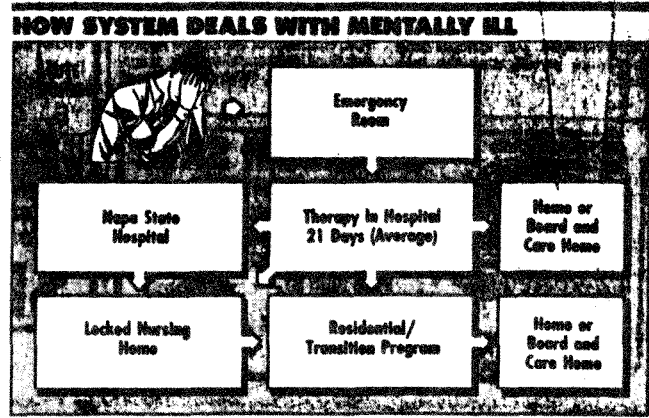 HOW SYSTEM DEALS WITH MENTALLY ILL
Emergency
Room
Napa State
Hospital
Therapy in Hospital
21 Days (Average)
Home or
Board and
Care Home
Locked Nursing
Home
Residential/
Transition Program
Home or
Board and
Care Home